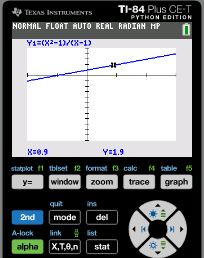 TEXAS INSTRUMENTS TI-84 Plus CE-T
PYTHON EDITION
NORMAL FLOAT AUTO REAL RADIAN MP
Y1=(X²-1)/(X-1)
X=0.9 Y=1.9
statplot f1 tblset f2 format f3 calc f4 table f5
y= window zoom trace graph
quit ins
2nd mode del
A-lock link list
alpha X,T,θ,n stat